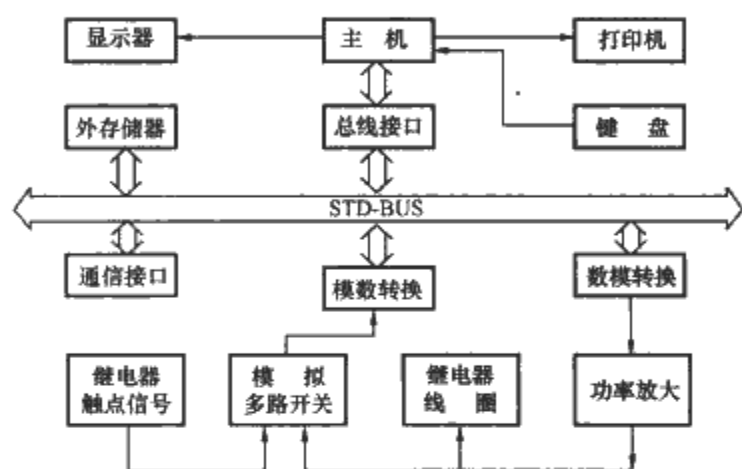 显示器
主 机
打印机
外存储器
总线接口
键 盘
STD-BUS
通信接口
模数转换
数模转换
继电器
触点信号
模 拟
多路开关
继电器
线 圈
功率放大